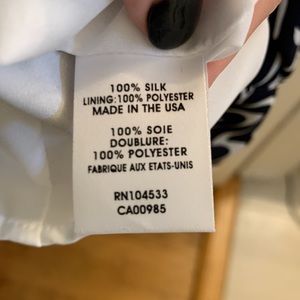 100% SILK
LINING: 100% POLYESTER
MADE IN THE USA
100% SOIE
DOUBLURE:
100% POLYESTER
FABRIQUE AUX ETATS-UNIS
RN104533
CA00985